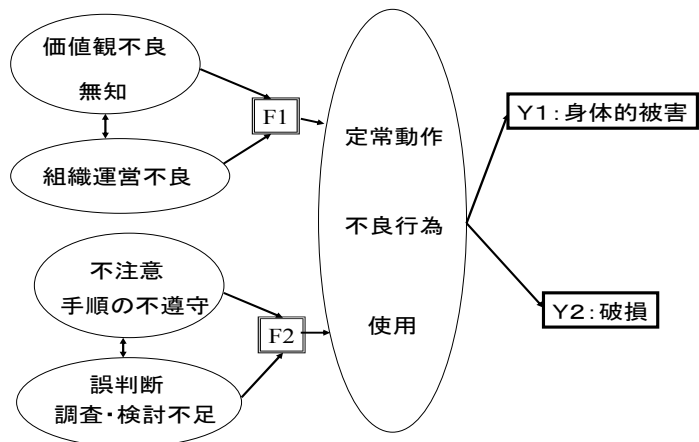 価値観不良
無知
F1
組織運営不良
不注意
手順の不遵守
F2
誤判断
調査・検討不足
定常動作
不良行為
使用
Y1:身体的被害
Y2:破損